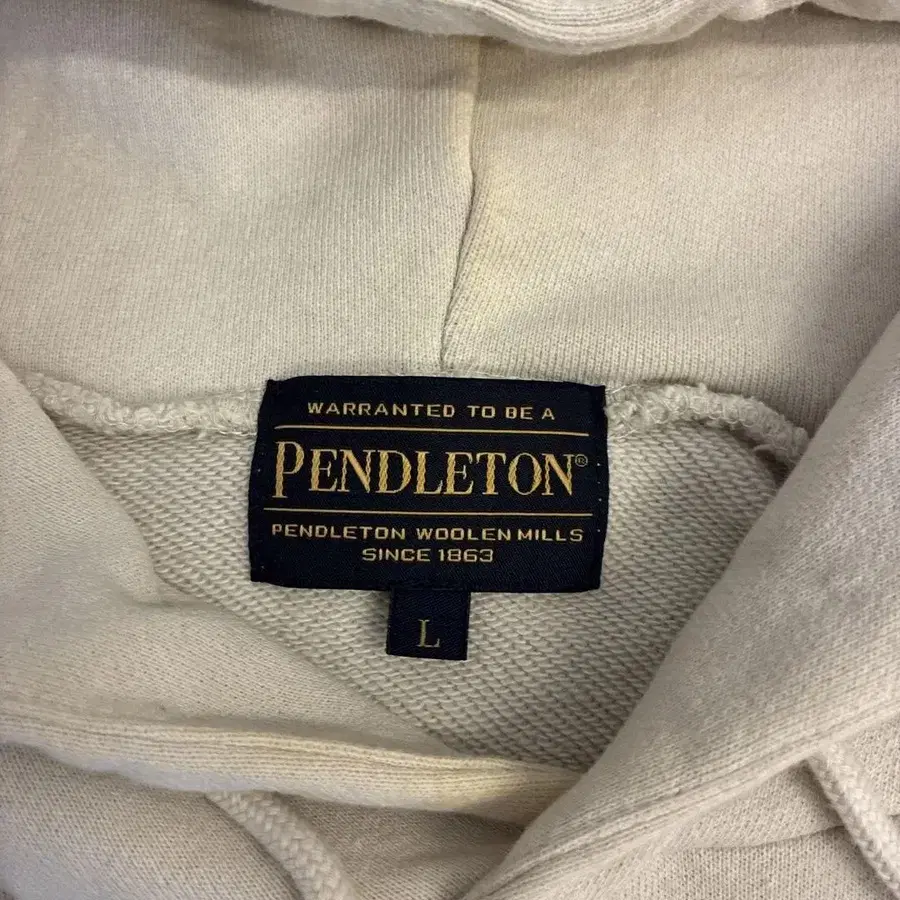 WARRANTED TO BE A
PENDLETON®
PENDLETON WOOLEN MILLS
SINCE 1863
L